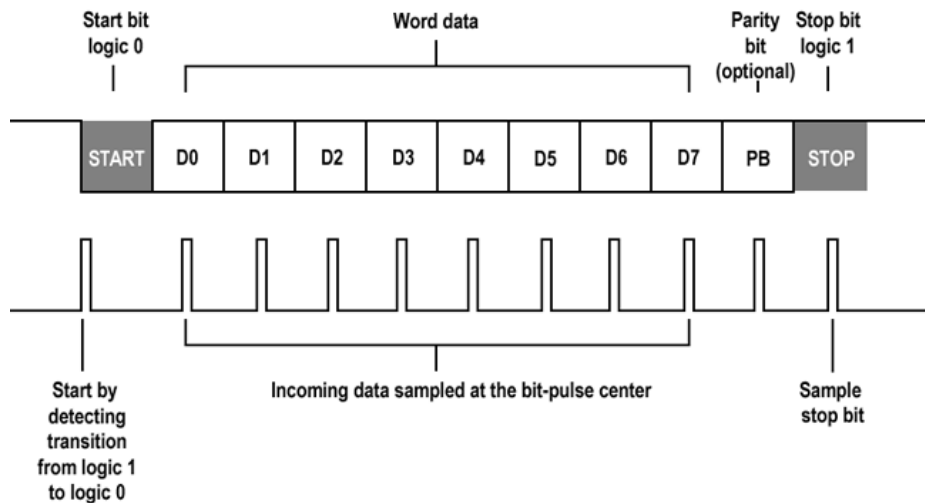 Start bit
logic 0
Word data
Parity
bit
(optional)
Stop bit
logic 1
START
D0
D1
D2
D3
D4
D5
D6
D7
PB
STOP
Start by
detecting
transition
from logic 1
to logic 0
Incoming data sampled at the bit-pulse center
Sample
stop bit